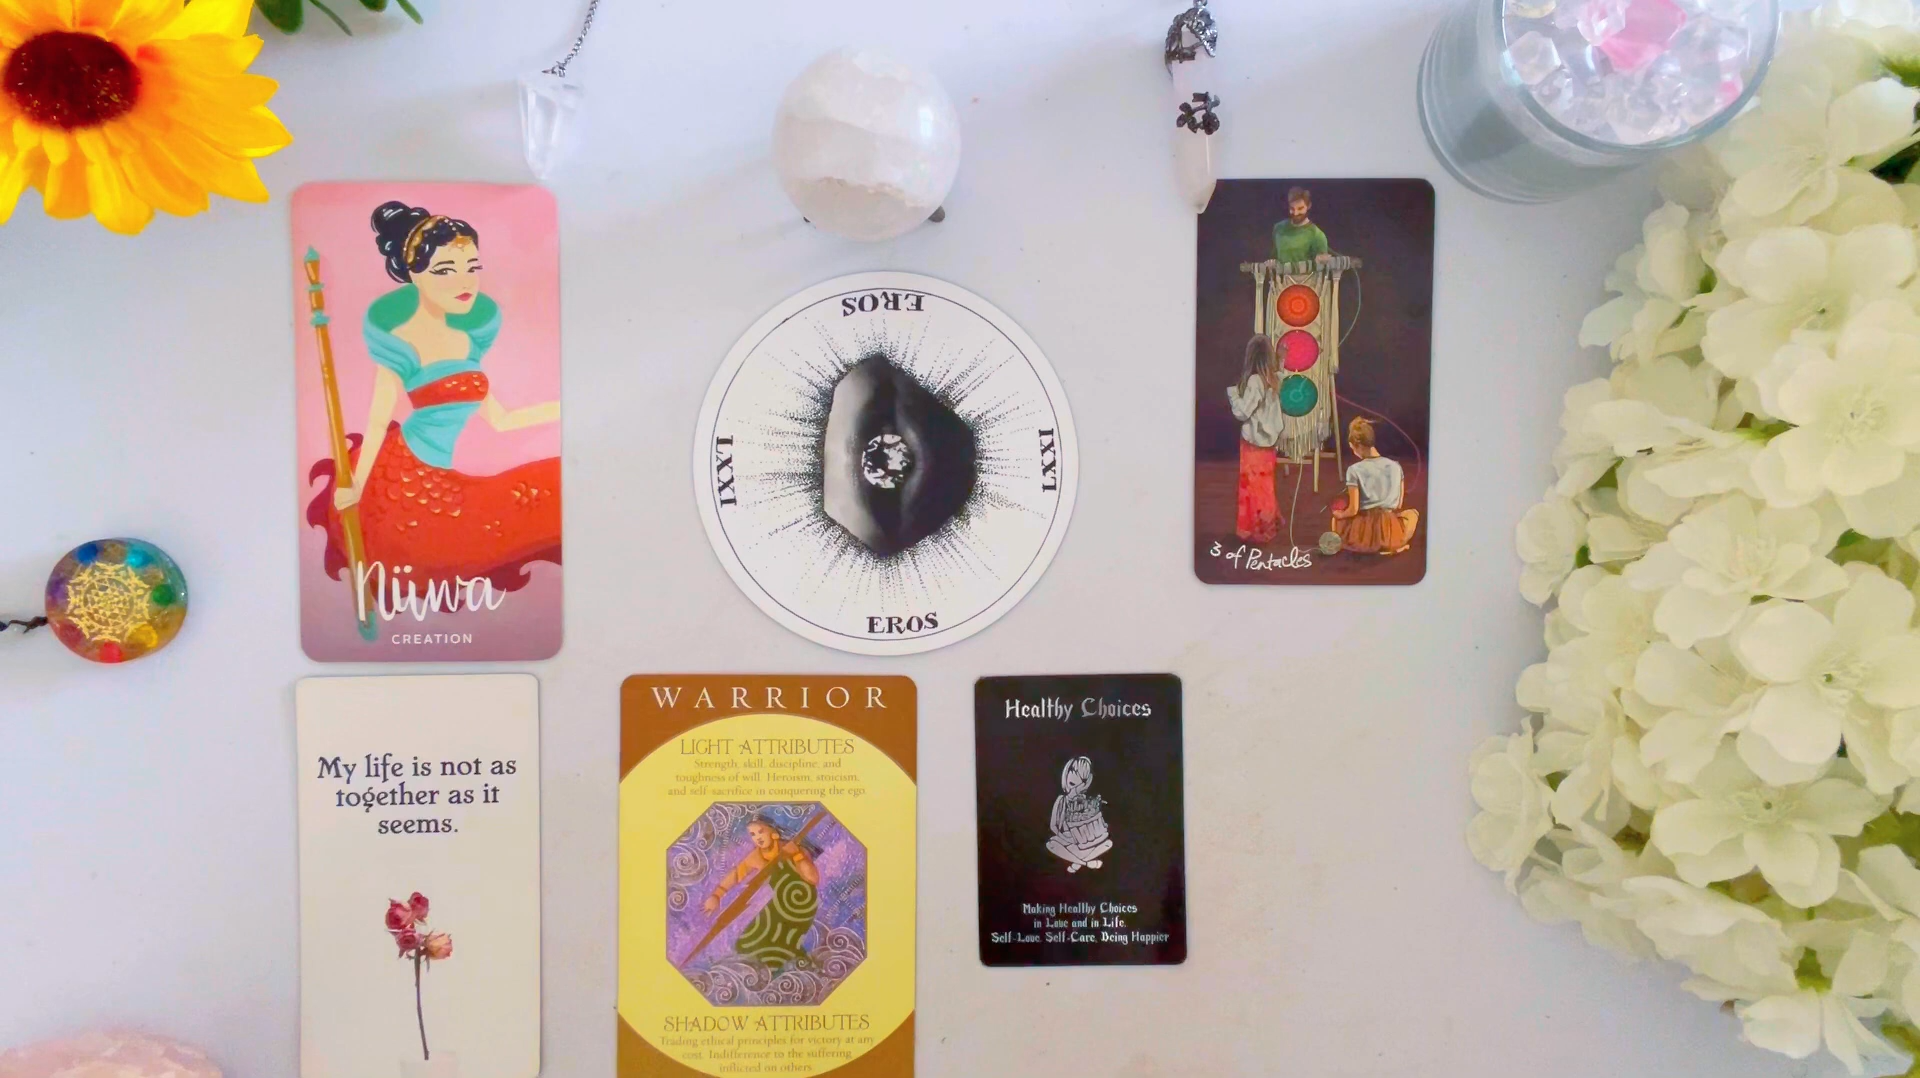 Nüwa
CREATION
EROS
LXXI
LXXI
EROS
3 of Pentacles
My life is not as
together as it
seems.
WARRIOR
LIGHT ATTRIBUTES
Strength, skill, discipline, and
toughness of will. Heroism, stoicism,
and self-sacrifice in conquering the ego.
SHADOW ATTRIBUTES
Trading ethical principles for victory at any
cost. Indifference to the suffering
inflicted on others.
Healthy Choices
Making Healthy Choices
in Love and in Life.
Self-Love, Self-Care, Being Happier